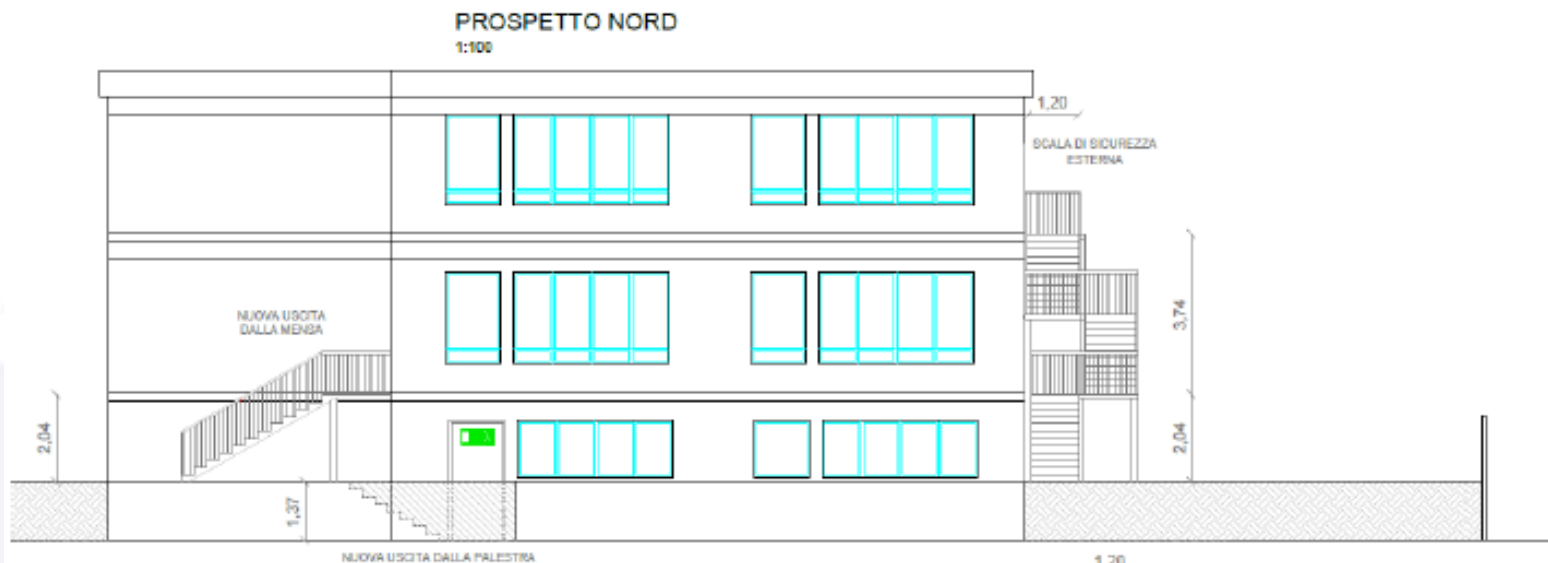 PROSPETTO NORD
1:100
1,20
SCALA DI SICUREZZA
ESTERNA
NUOVA USCITA
DALLA MENSA
3,74
2,04
2,04
1,37
NUOVA USCITA DALLA PALESTRA
1,20